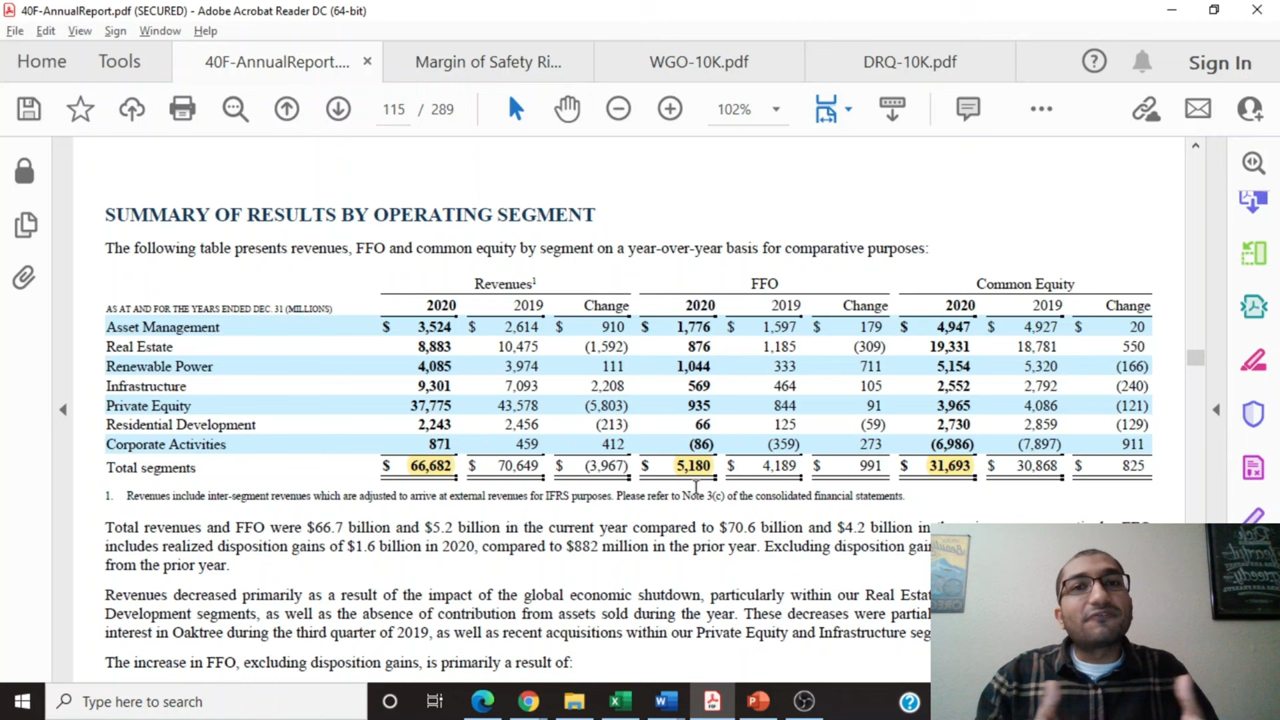 40F-AnnualReport.pdf (SECURED) - Adobe Acrobat Reader DC (64-bit)
File Edit View Sign Window Help
Home Tools 40F-AnnualReport.... Margin of Safety Ri... WGO-10K.pdf DRQ-10K.pdf Sign In
115 / 289 102%
SUMMARY OF RESULTS BY OPERATING SEGMENT
The following table presents revenues, FFO and common equity by segment on a year-over-year basis for comparative purposes:
Revenues1 FFO Common Equity
AS AT AND FOR THE YEARS ENDED DEC. 31 (MILLIONS) 2020 2019 Change 2020 2019 Change 2020 2019 Change
Asset Management $ 3,524 $ 2,614 $ 910 $ 1,776 $ 1,597 $ 179 $ 4,947 $ 4,927 $ 20
Real Estate 8,883 10,475 (1,592) 876 1,185 (309) 19,331 18,781 550
Renewable Power 4,085 3,974 111 1,044 333 711 5,154 5,320 (166)
Infrastructure 9,301 7,093 2,208 569 464 105 2,552 2,792 (240)
Private Equity 37,775 43,578 (5,803) 935 844 91 3,965 4,086 (121)
Residential Development 2,243 2,456 (213) 66 125 (59) 2,730 2,859 (129)
Corporate Activities 871 459 412 (86) (359) 273 (6,986) (7,897) 911
Total segments $ 66,682 $ 70,649 $ (3,967) $ 5,180 $ 4,189 $ 991 $ 31,693 $ 30,868 $ 825
1. Revenues include inter-segment revenues which are adjusted to arrive at external revenues for IFRS purposes. Please refer to Note 3(c) of the consolidated financial statements.
Total revenues and FFO were $66.7 billion and $5.2 billion in the current year compared to $70.6 billion and $4.2 billion in
includes realized disposition gains of $1.6 billion in 2020, compared to $882 million in the prior year. Excluding disposition
from the prior year.
Revenues decreased primarily as a result of the impact of the global economic shutdown, particularly within our Real
Development segments, as well as the absence of contribution from assets sold during the year. These decreases were
interest in Oaktree during the third quarter of 2019, as well as recent acquisitions within our Private Equity and Infrastructure
The increase in FFO, excluding disposition gains, is primarily a result of:
Type here to search